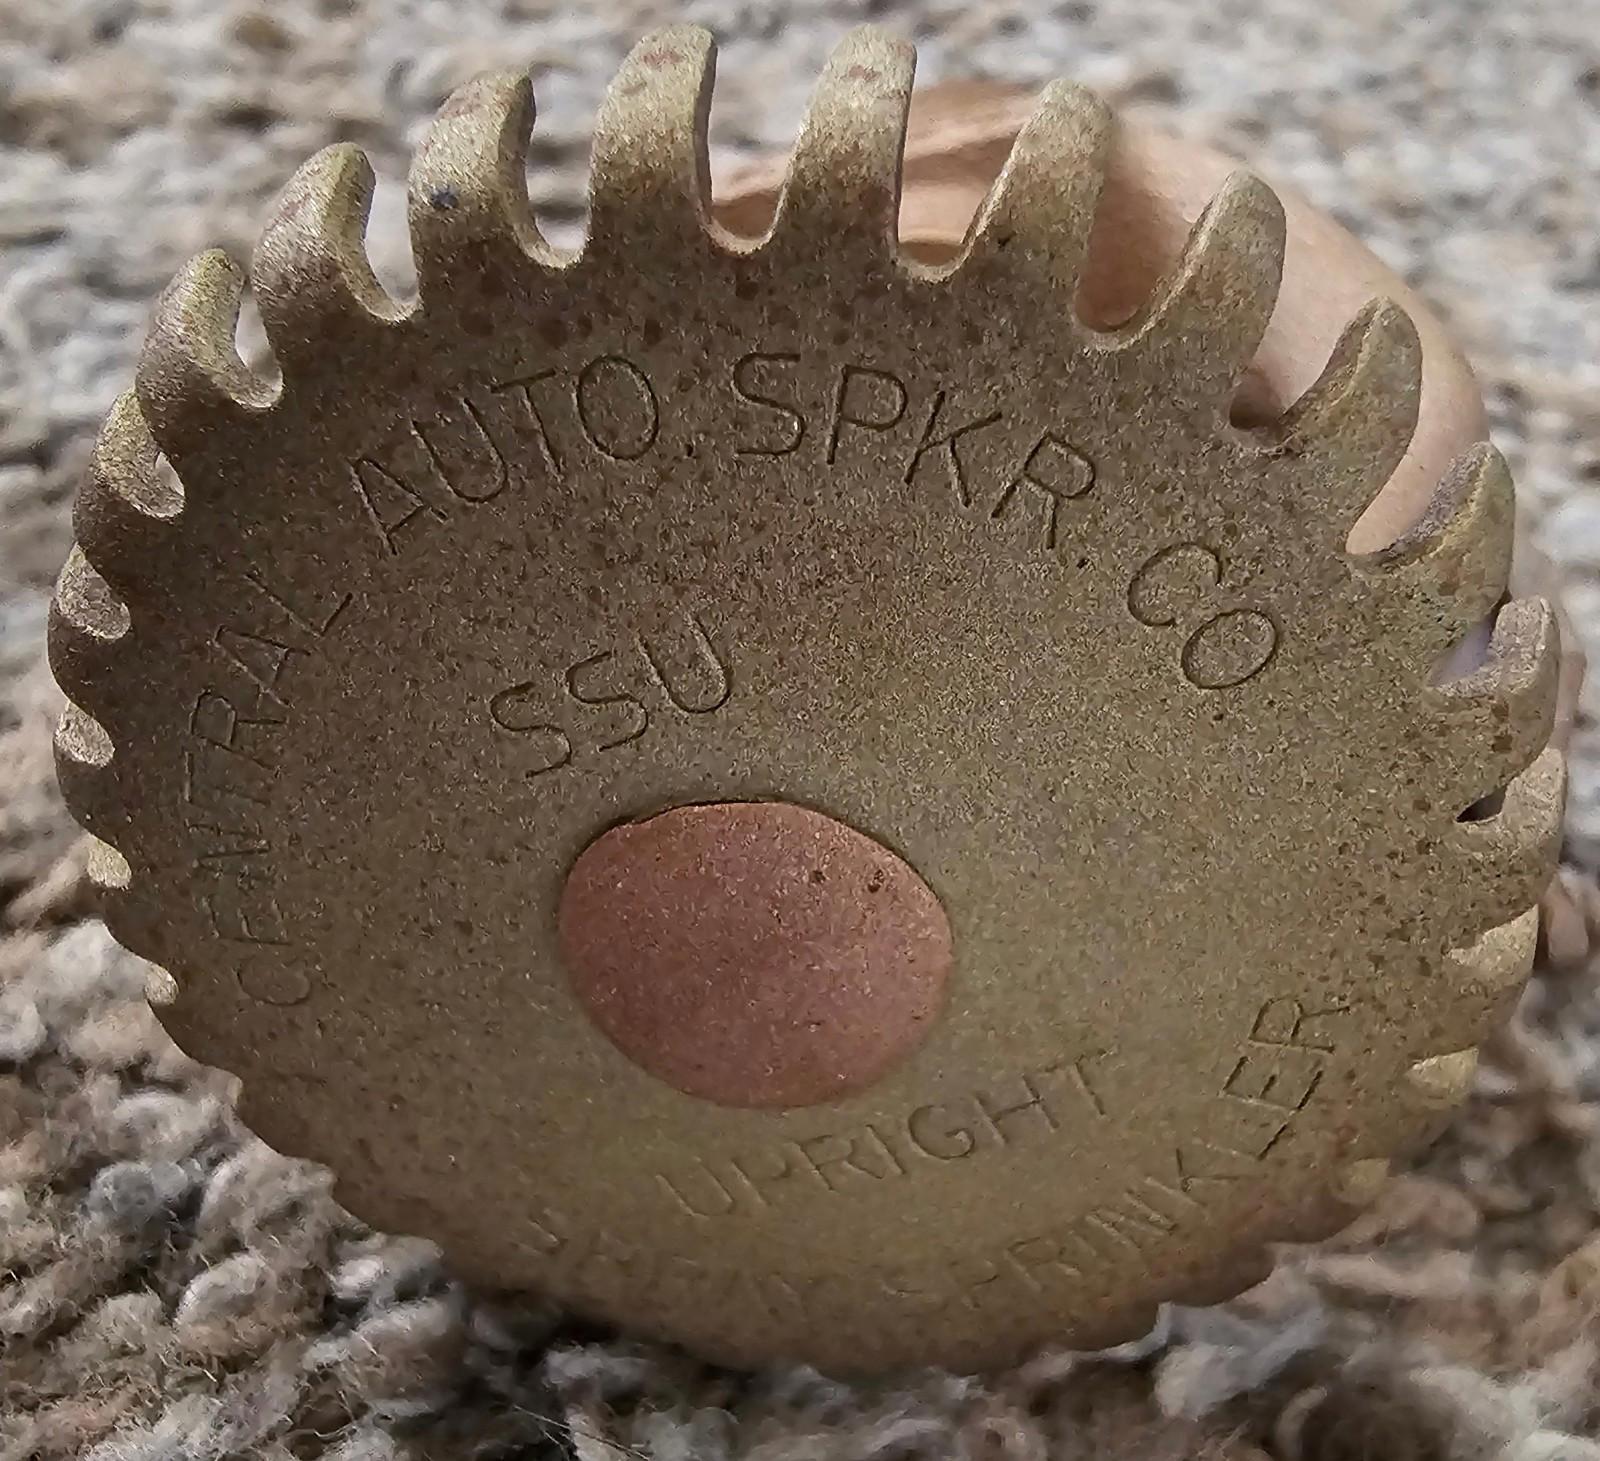 CENTRAL AUTO. SPKR. CO
SSU
UPRIGHT
SPRINKLER